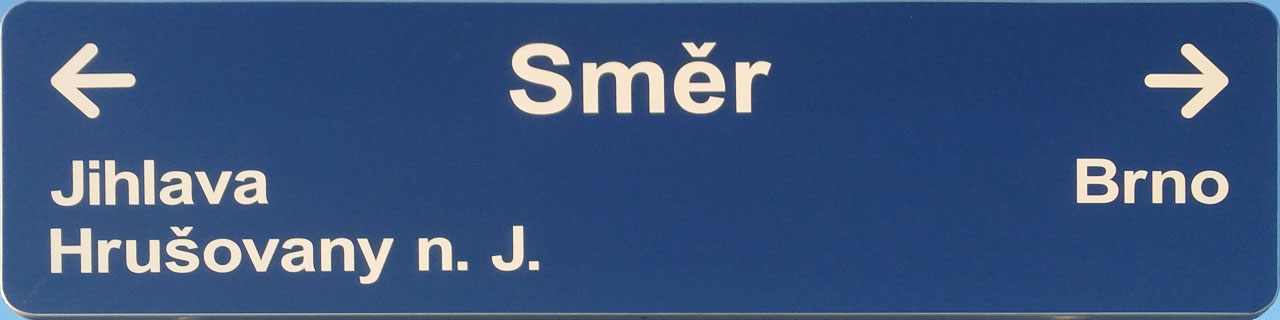 ← Směr →
Jihlava Brno
Hrušovany n. J.